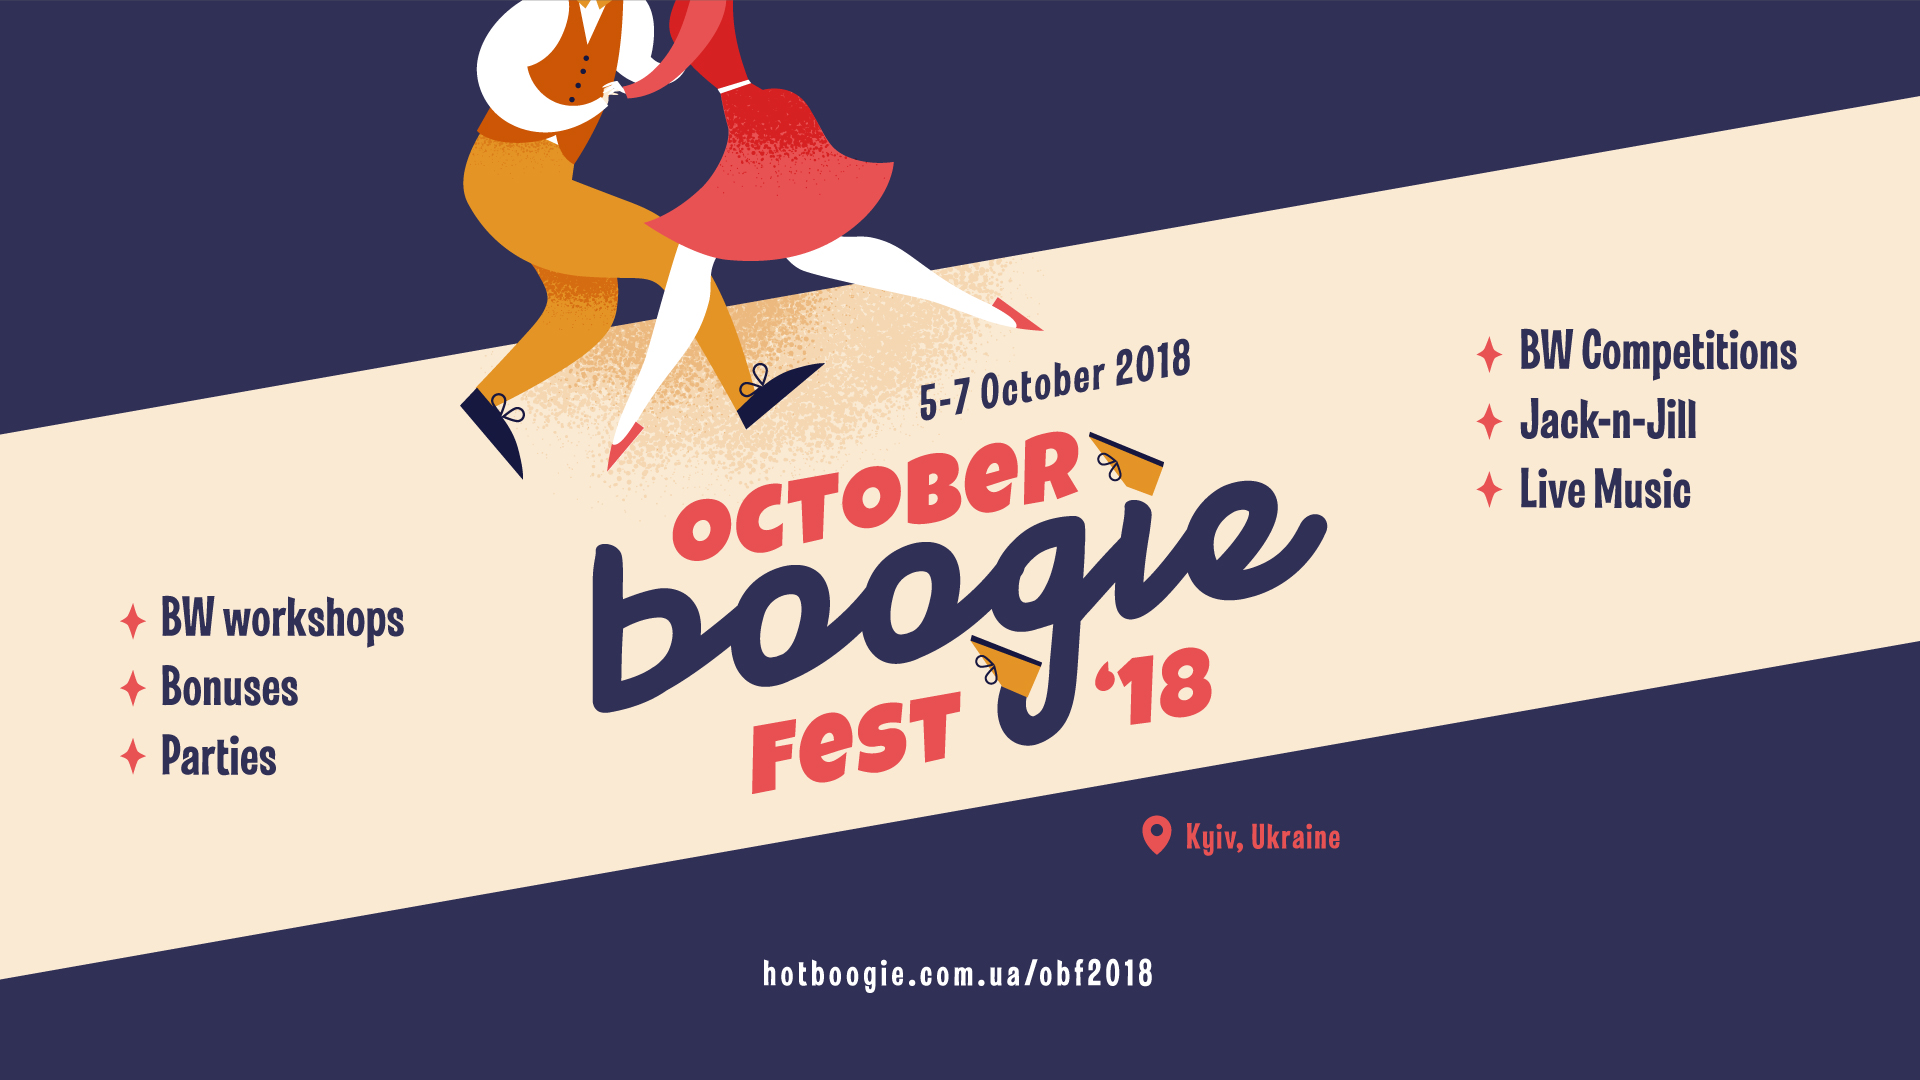 5-7 October 2018
OCTOBER
boogie
FEST ‘18
BW workshops
Bonuses
Parties
BW Competitions
Jack-n-Jill
Live Music
Kyiv, Ukraine
hotboogie.com.ua/obf2018